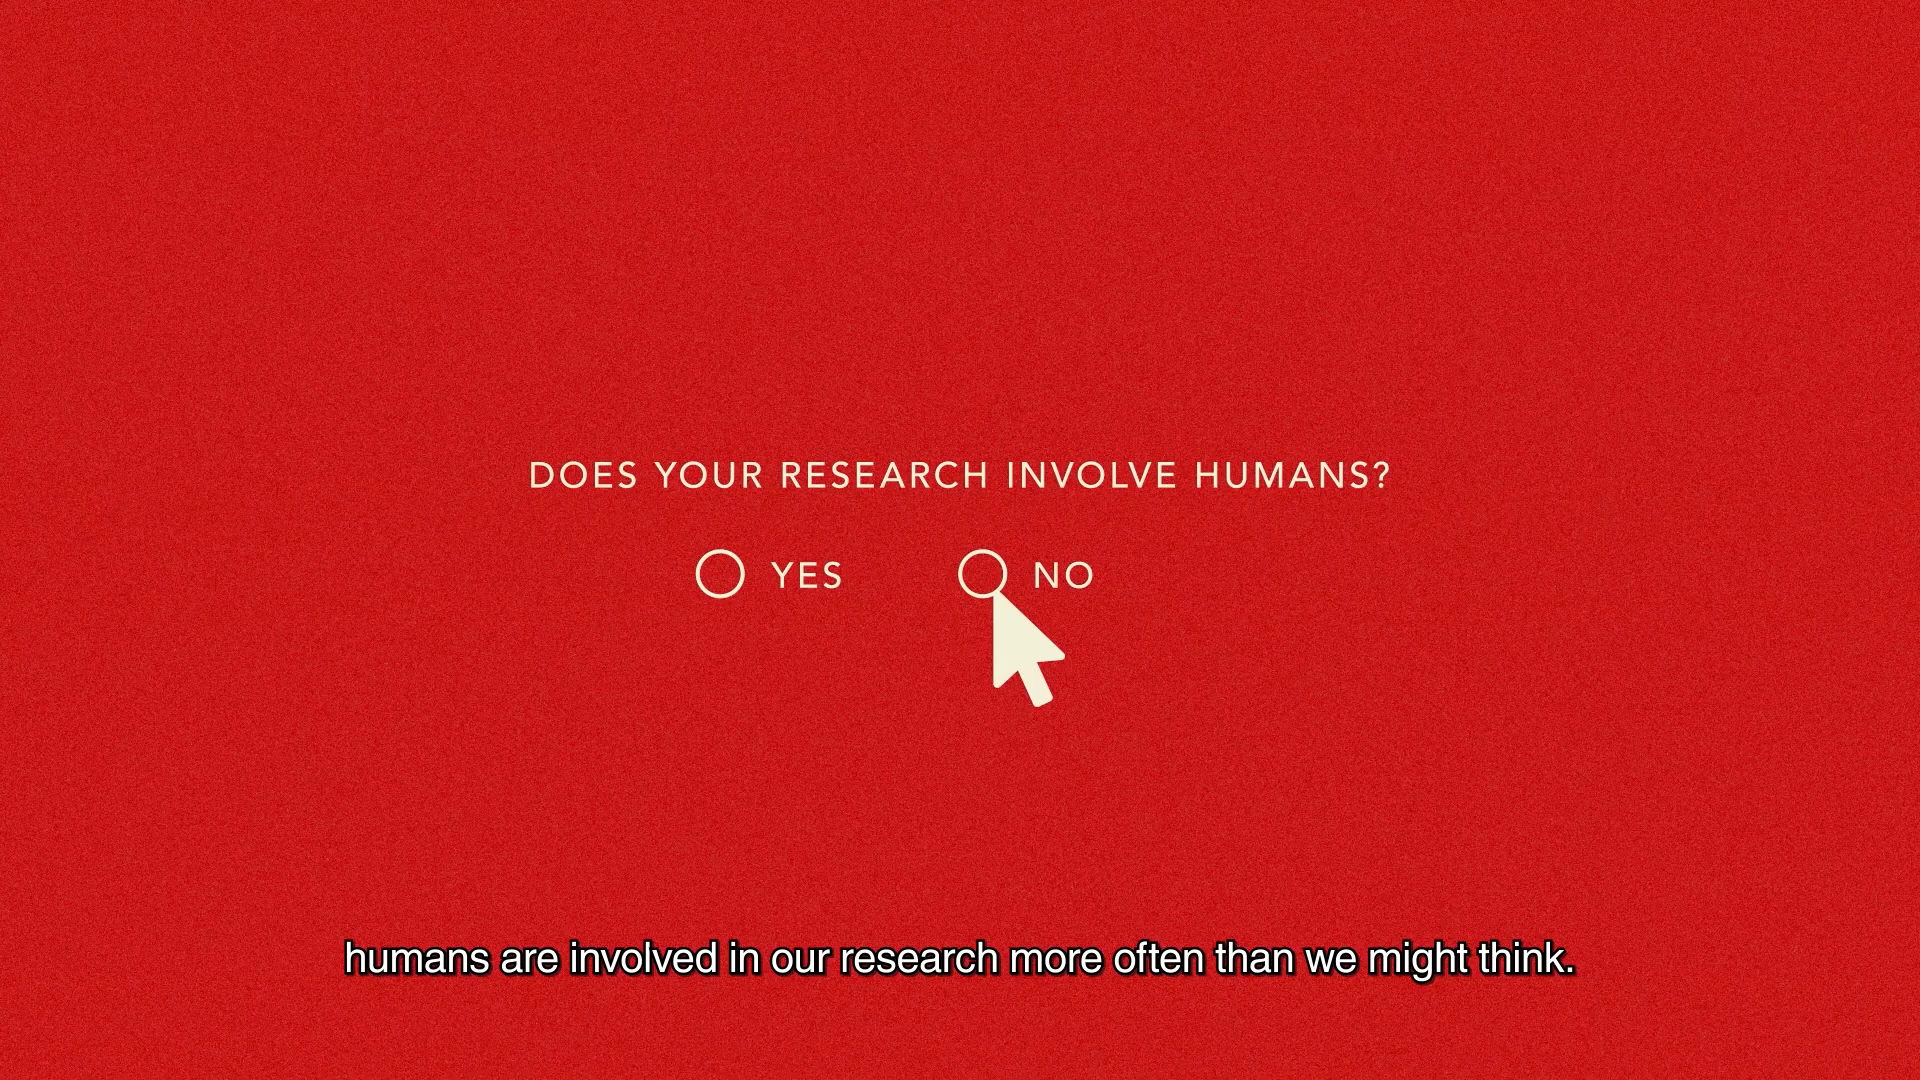 DOES YOUR RESEARCH INVOLVE HUMANS?
YES NO
humans are involved in our research more often than we might think.